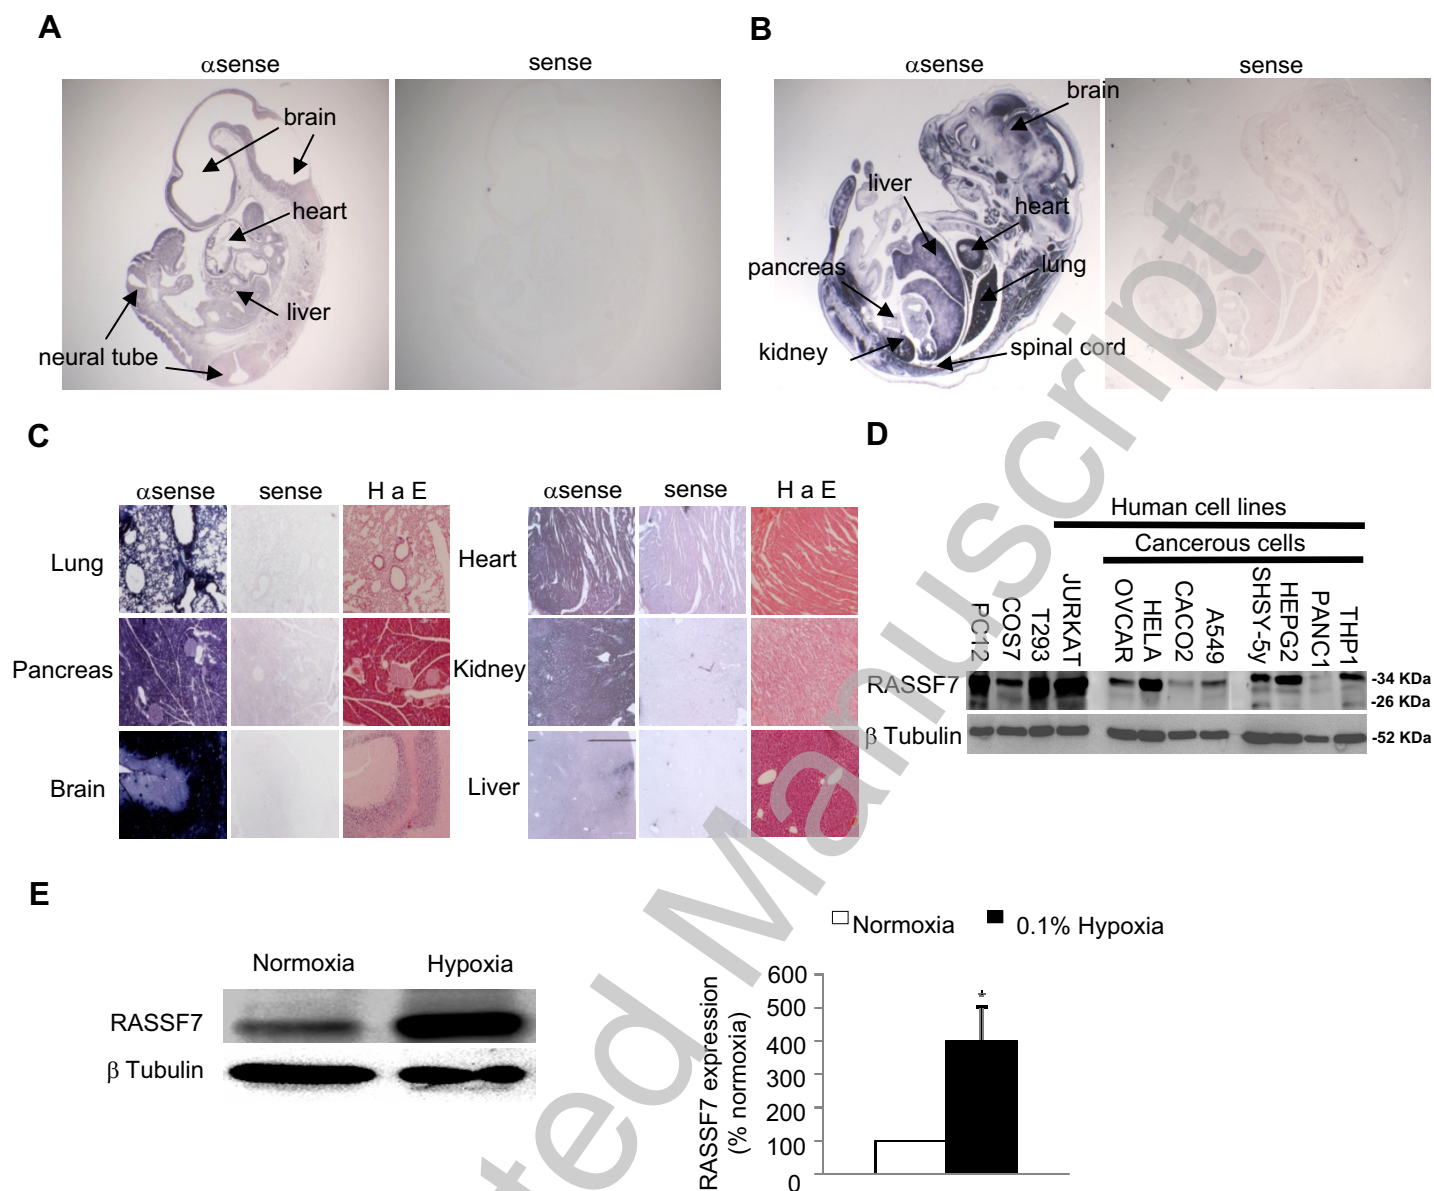 A
αsense
sense
brain
heart
liver
neural tube
B
αsense
sense
brain
liver
heart
pancreas
lung
kidney
spinal cord
C
αsense sense H a E
Lung
Pancreas
Brain
αsense sense H a E
Heart
Kidney
Liver
D
Human cell lines
Cancerous cells
PC12 COS7 T293 JURKAT OVCAR HELA CACO2 A549 SHSY-5y HEPG2 PANC1 THP1
RASSF7
-34 KDa
-26 KDa
β Tubulin
-52 KDa
E
Normoxia Hypoxia
RASSF7
β Tubulin
Normoxia 0.1% Hypoxia
RASSF7 expression
(% normoxia)
600
500
400
300
200
100
0
*
ted Manuscript